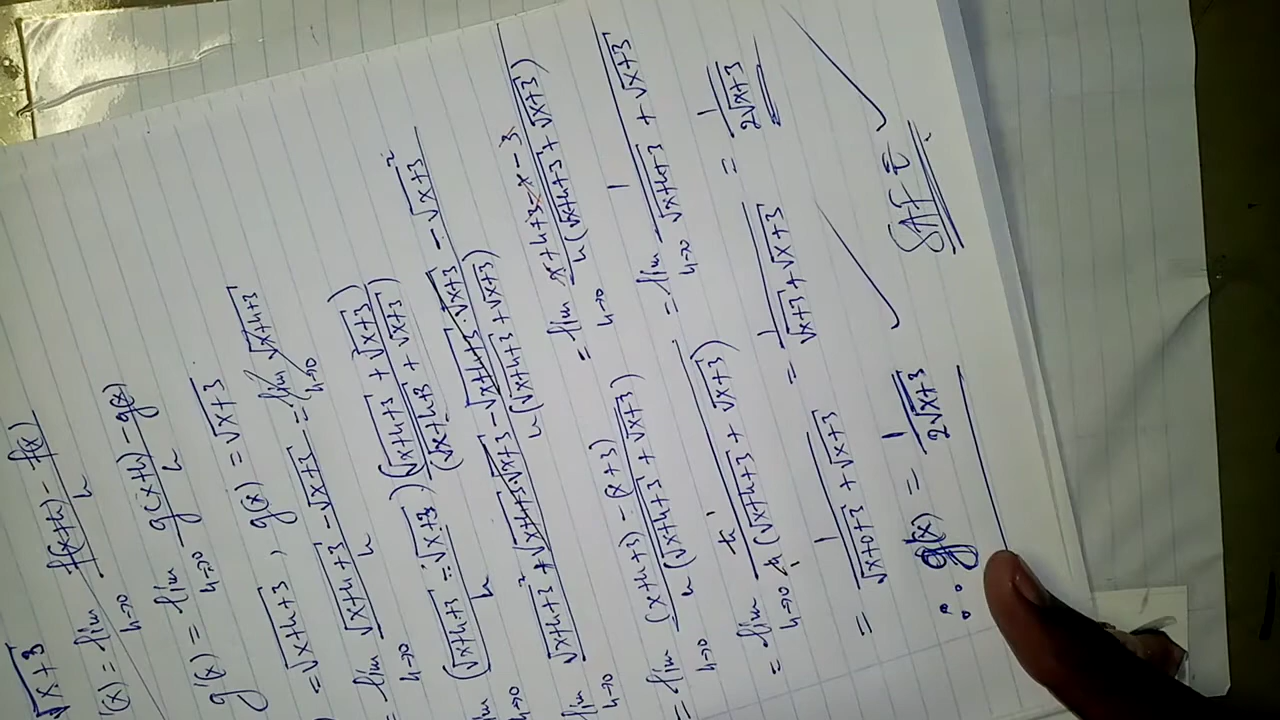 √x+3
'(x) = lim h→0 f(x+h) - f(x) / h
g'(x) = lim h→0 g(x+h) - g(x) / h
= √x+h+3 , g(x) = √x+3
= lim h→0 √x+h+3 - √x+3 / h = lim h→0 √x+h+3
lim h→0 (√x+h+3 - √x+3 / h) (√x+h+3 + √x+3) / (√x+h+3 + √x+3)
lim h→0 √x+h+3² + √x+h+3 √x+3 - √x+h+3 · √x+3 - √x+3² / h(√x+h+3 + √x+3)
= lim h→0 (x+h+3) - (x+3) / h(√x+h+3 + √x+3) = lim h→0 x+h+3-x-3 / h(√x+h+3 + √x+3)
= lim h→0 h / h(√x+h+3 + √x+3) = lim h→0 1 / √x+h+3 + √x+3
= 1 / √x+0+3 + √x+3 = 1 / √x+3 + √x+3 = 1 / 2√x+3
∴ g'(x) = 1 / 2√x+3